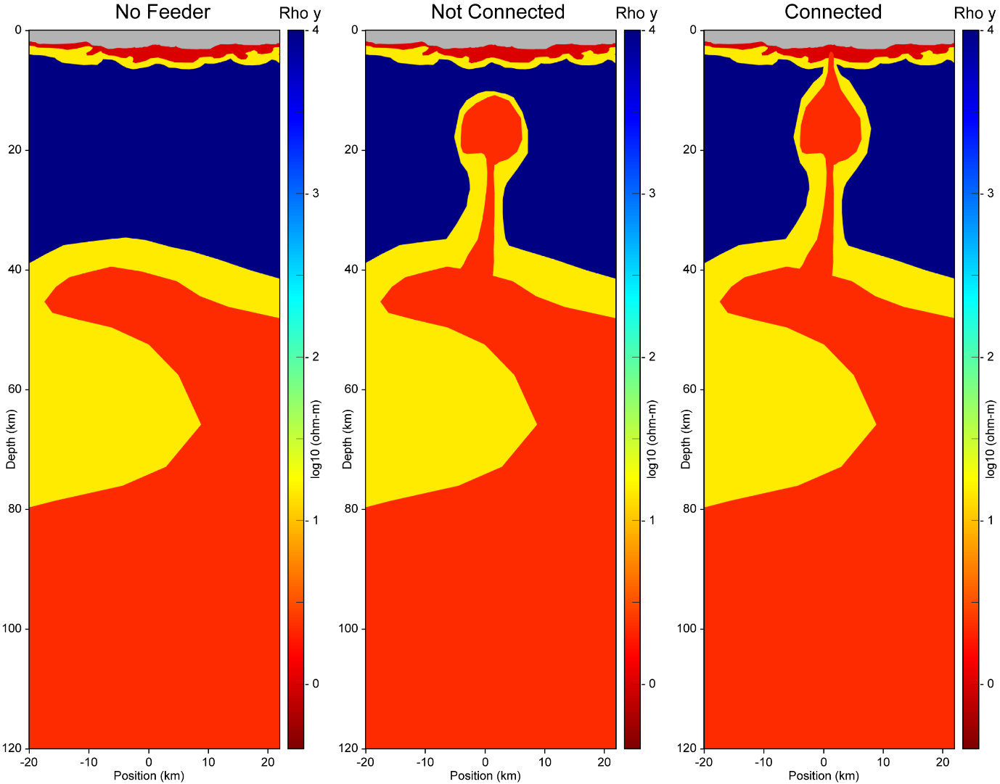 No Feeder
Rho y
Not Connected
Rho y
Connected
Rho y
0
20
40
60
80
100
120
Depth (km)
-20 -10 0 10 20
Position (km)
4
3
2
1
0
log10 (ohm-m)
0
20
40
60
80
100
120
Depth (km)
-20 -10 0 10 20
Position (km)
4
3
2
1
0
log10 (ohm-m)
0
20
40
60
80
100
120
Depth (km)
-20 -10 0 10 20
Position (km)
4
3
2
1
0
log10 (ohm-m)